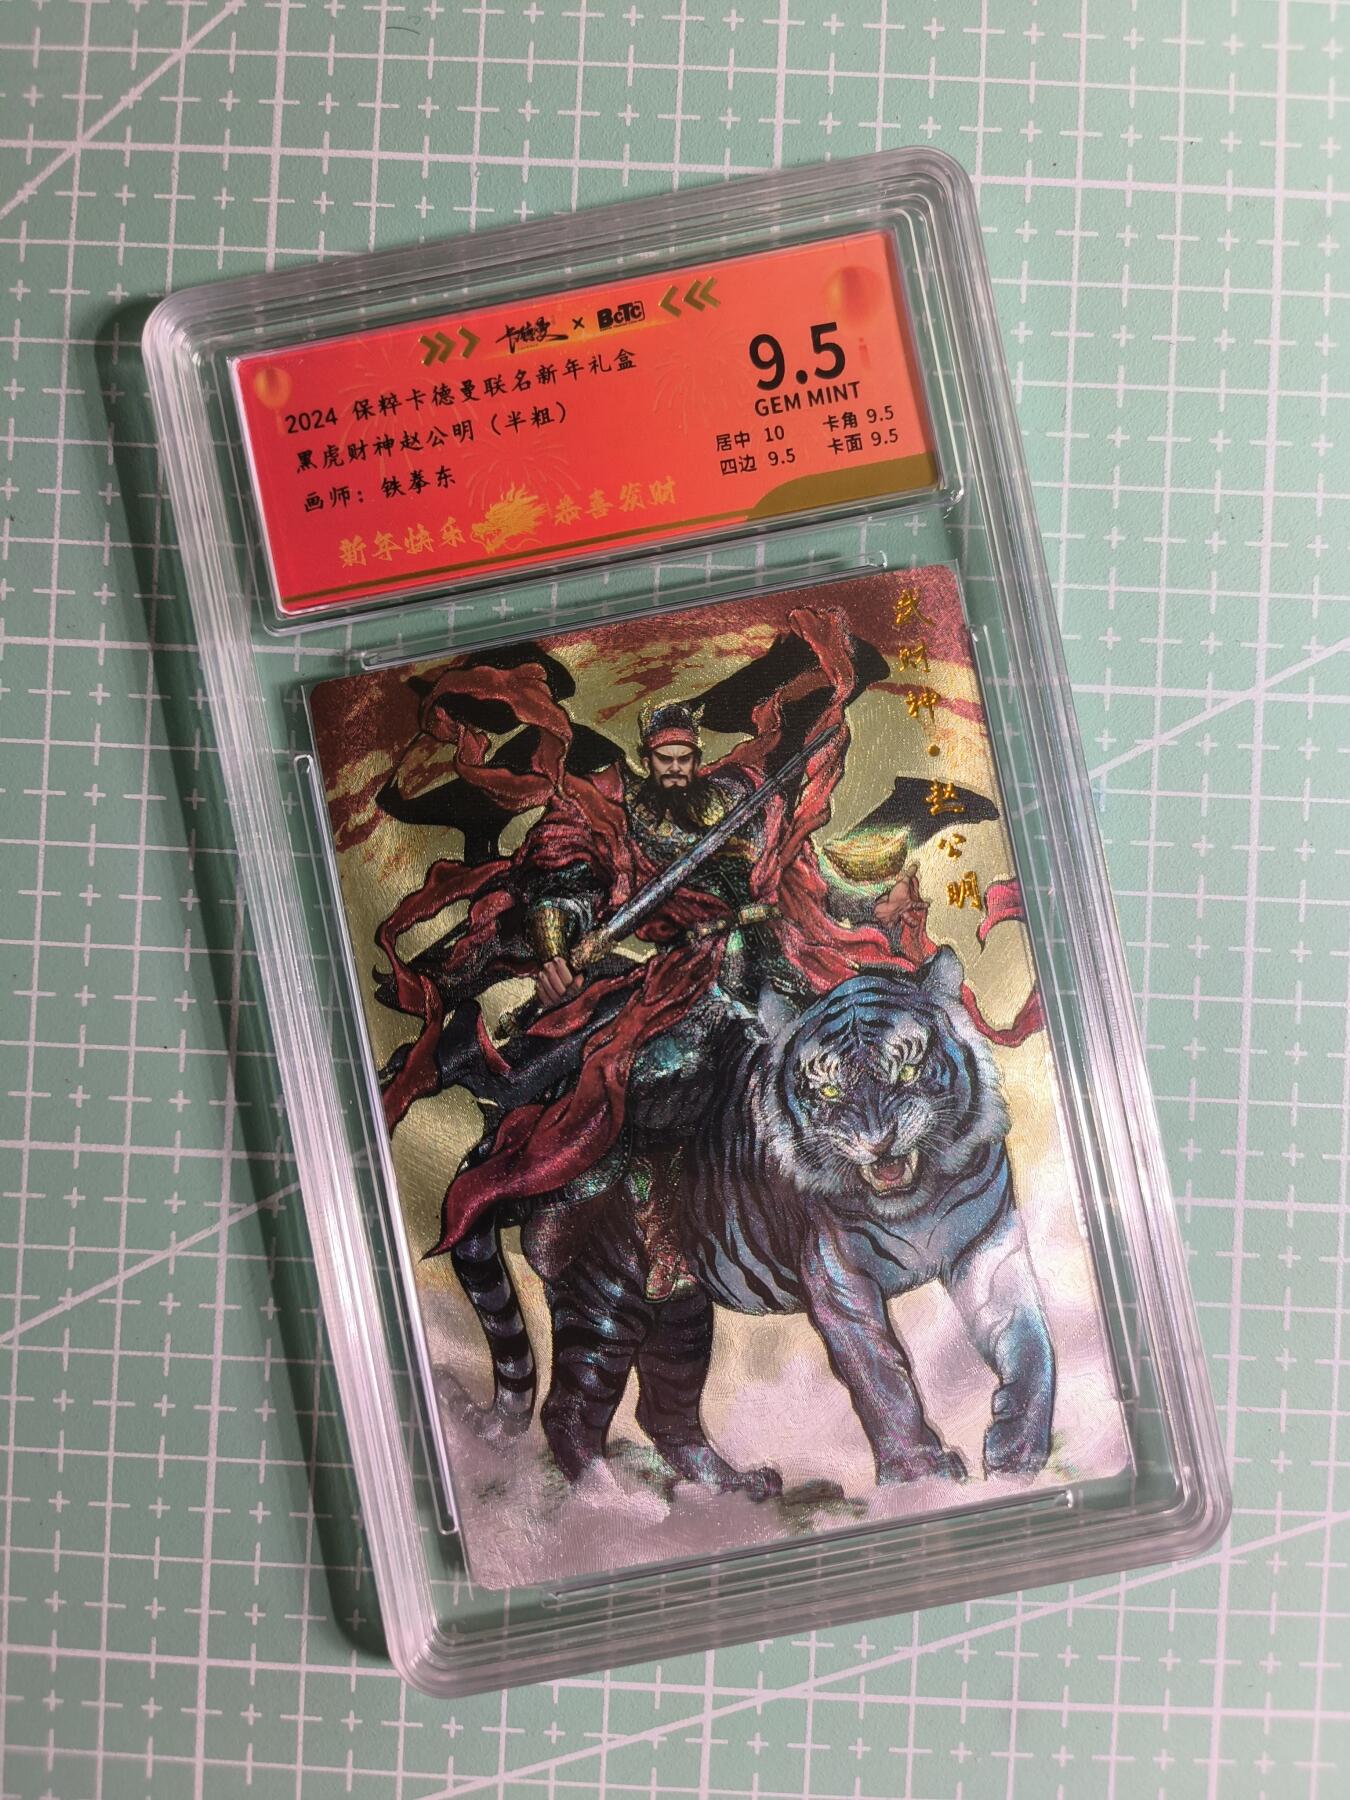 卡德曼 × BcTc
2024 保粹卡德曼联名新年礼盒
黑虎财神赵公明（半粗）
画师：铁拳东
新年快乐 恭喜发财
9.5
GEM MINT
居中 10 卡角 9.5
四边 9.5 卡面 9.5
武财神·赵公明